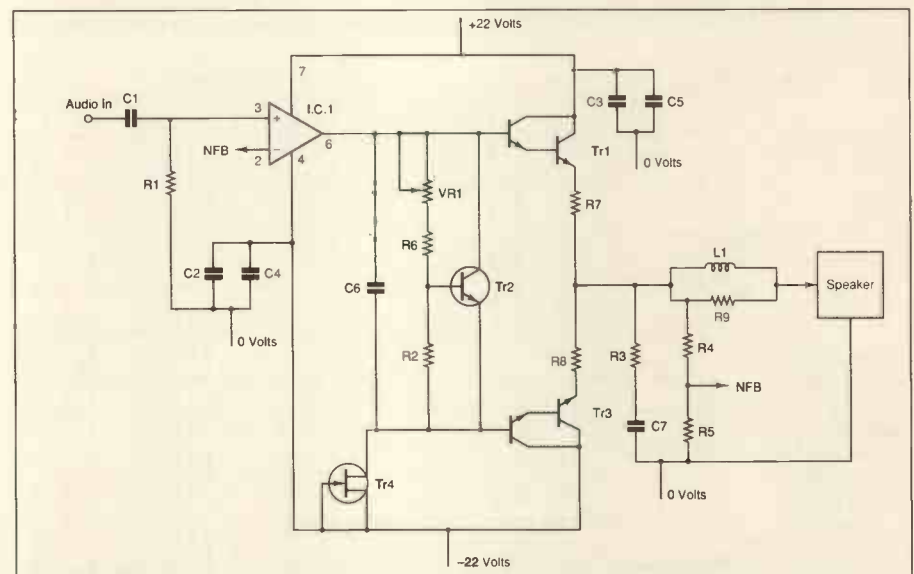 +22 Volts
7
Audio In
C1
3
I.C.1
+
−
NFB
2
4
6
R1
C2
C4
0 Volts
C3
C5
0 Volts
Tr1
VR1
R6
C6
Tr2
R2
R7
R8
Tr3
Tr4
L1
R9
Speaker
R3
R4
NFB
C7
R5
0 Volts
-22 Volts